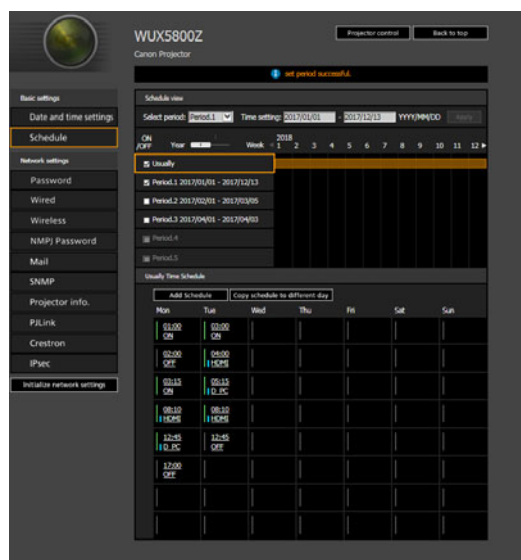 WUX5800Z
Canon Projector
Projector control
Back to top
set period successful.
Basic settings
Date and time settings
Schedule
Network settings
Password
Wired
Wireless
NMPJ Password
Mail
SNMP
Projector info.
PJLink
Crestron
IPsec
Initialize network settings
Schedule view
Select period: Period.1 Time setting: 2017/01/01 - 2017/12/13 YYYY/MM/DD Apply
2018
ON/OFF Year 1 Week 1 2 3 4 5 6 7 8 9 10 11 12
Usually
Period.1 2017/01/01 - 2017/12/13
Period.2 2017/02/01 - 2017/03/05
Period.3 2017/04/01 - 2017/04/03
Period.4
Period.5
Usually Time Schedule
Add Schedule Copy schedule to different day
Mon Tue Wed Thu Fri Sat Sun
01:00 03:00
ON ON
02:00 04:00
OFF HDMI
03:15 05:15
ON D_PC
08:10 08:10
HDMI HDMI
12:45 12:45
D_PC OFF
17:00
OFF